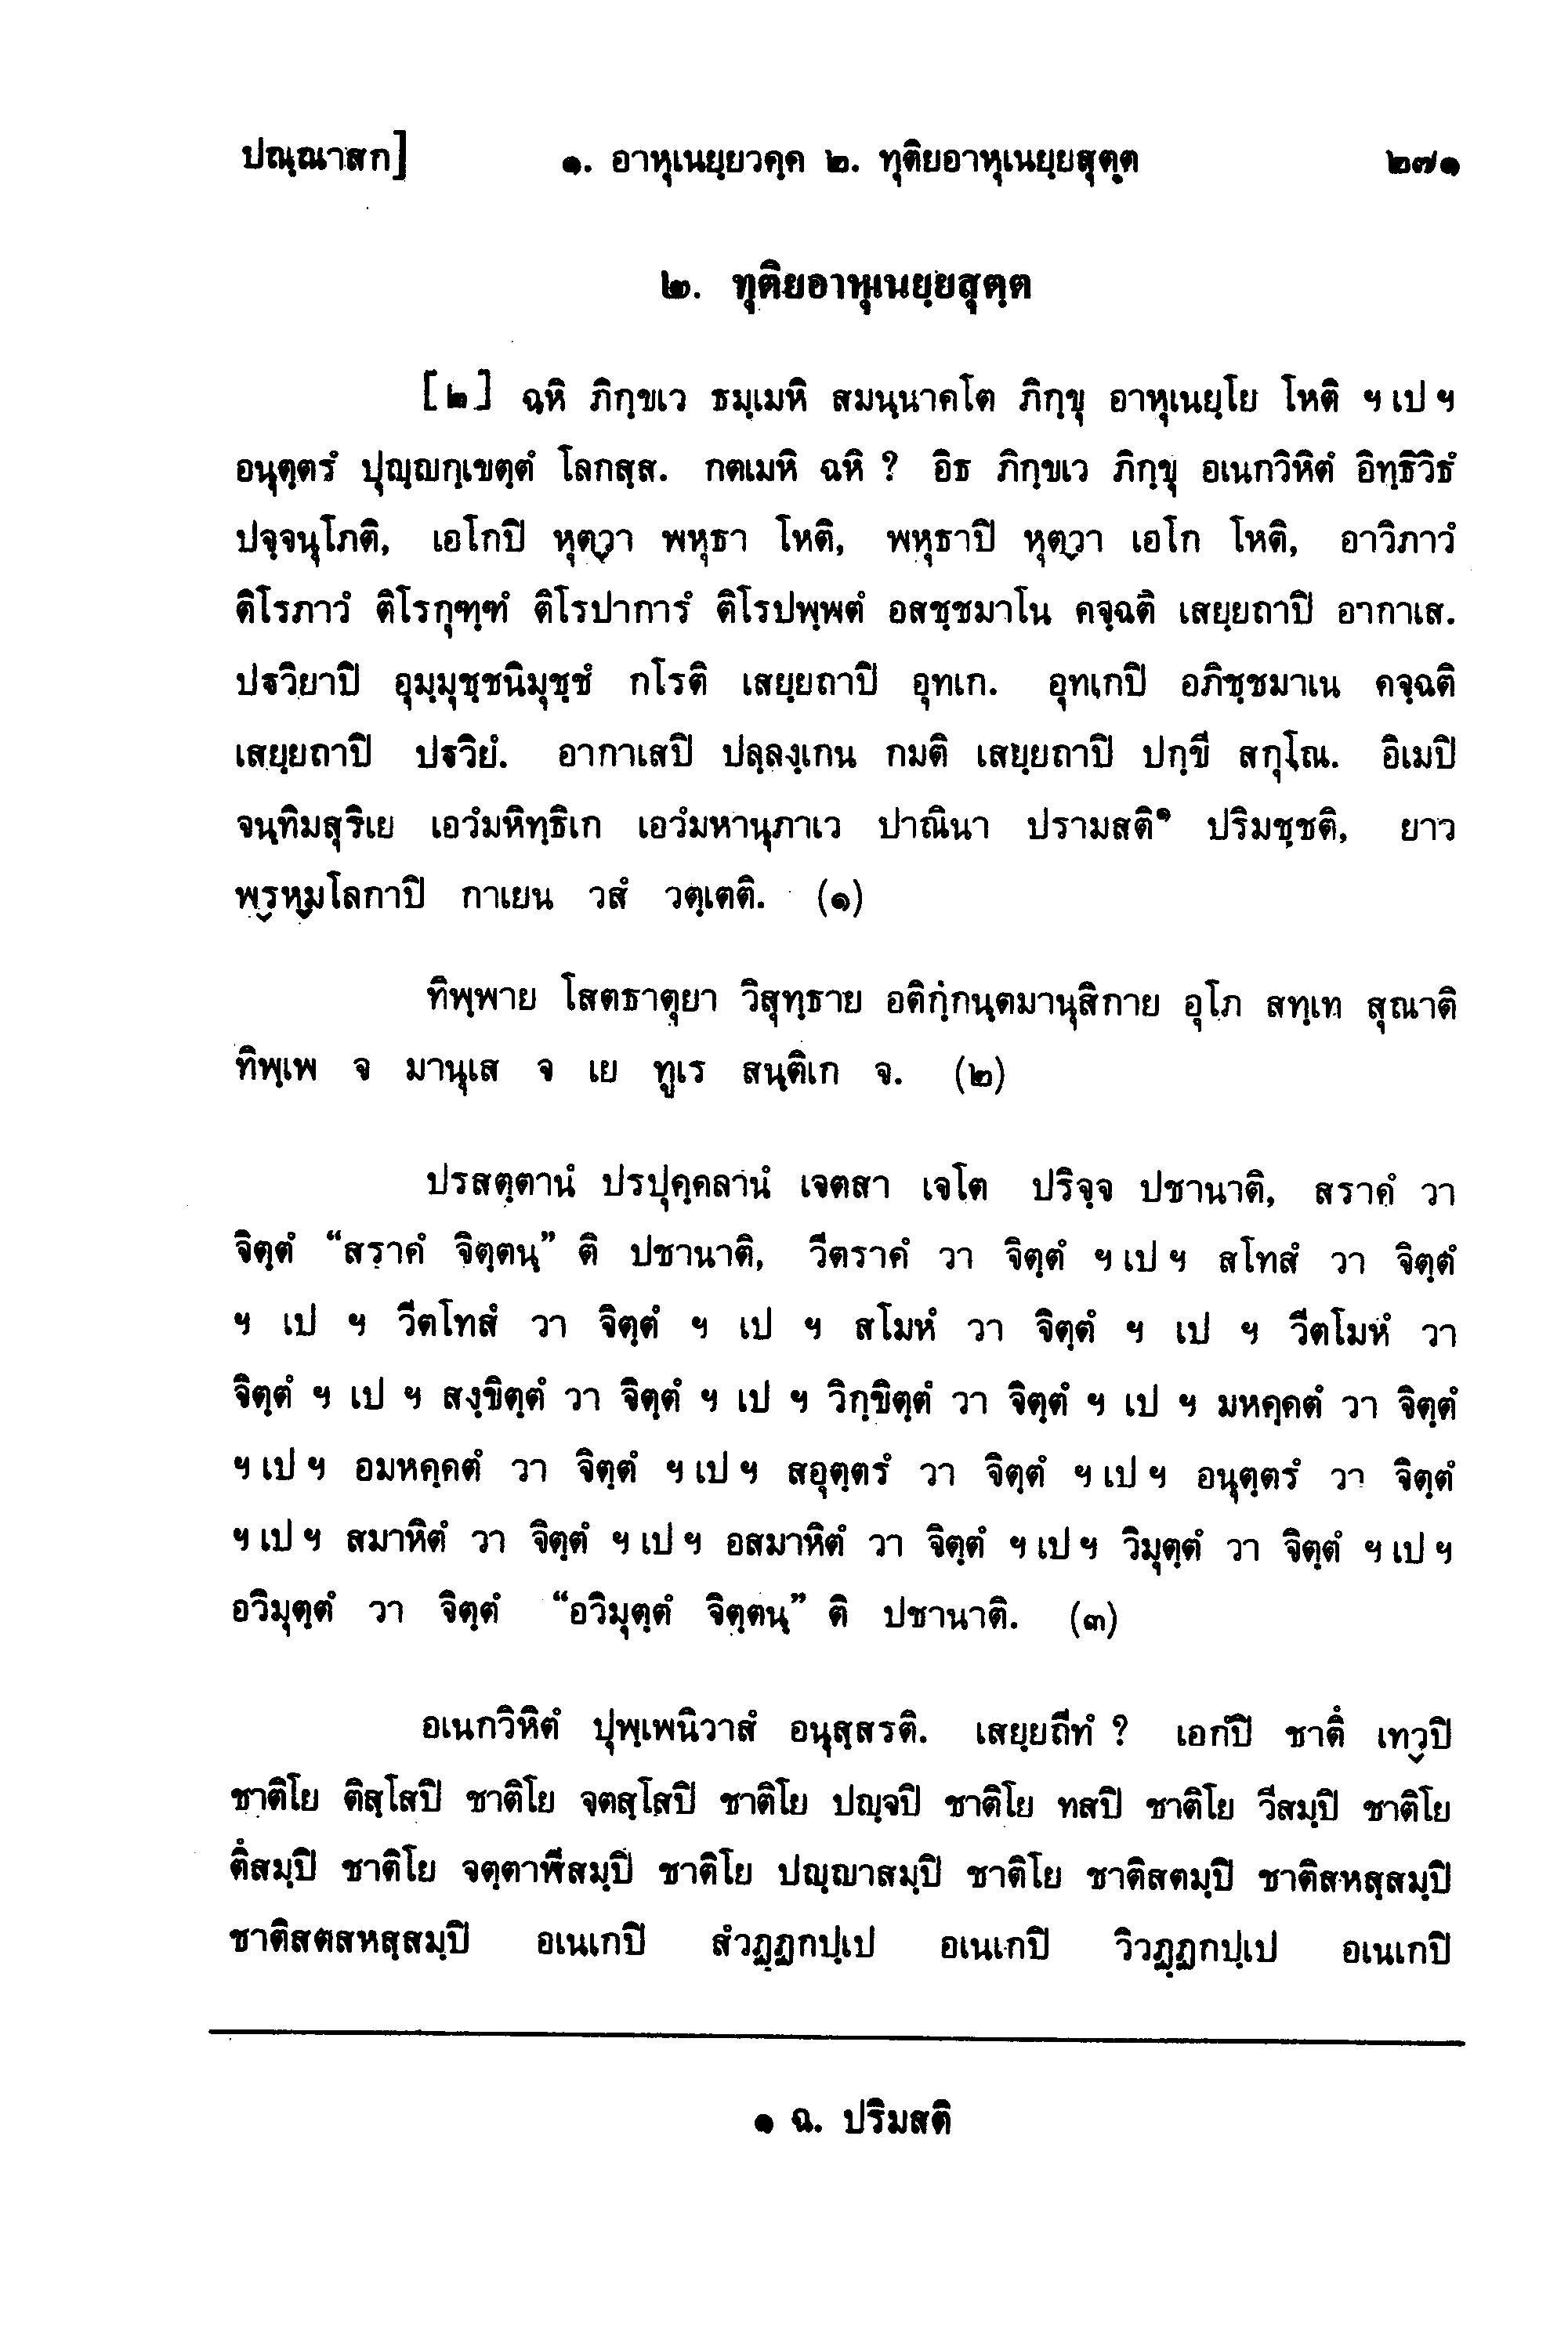 ปณฺณาสก] ๑. อาหุเนยฺยวคฺค ๒. ทุติยอาหุเนยฺยสุตฺต ๒๗๑
๒. ทุติยอาหุเนยฺยสุตฺต
[๒] ฉหิ ภิกฺขเว ธมฺเมหิ สมนฺนาคโต ภิกฺขุ อาหุเนยฺโย โหติ ฯ เป ฯ
อนุตฺตรํ ปุญฺญกฺเขตฺตํ โลกสฺส. กตเมหิ ฉหิ ? อิธ ภิกฺขเว ภิกฺขุ อเนกวิหิตํ อิทฺธิวิธํ
ปจฺจนุโภติ, เอโกปิ หุตฺวา พหุธา โหติ, พหุธาปิ หุตฺวา เอโก โหติ, อาวิภาวํ
ติโรภาวํ ติโรกุฑฺฑํ ติโรปาการํ ติโรปพฺพตํ อสชฺชมาโน คจฺฉติ เสยฺยถาปิ อากาเส.
ปฐวิยาปิ อุมฺมุชฺชนิมุชฺชํ กโรติ เสยฺยถาปิ อุทเก. อุทเกปิ อภิชฺชมาเน คจฺฉติ
เสยฺยถาปิ ปฐวิยํ. อากาเสปิ ปลฺลงฺเกน กมติ เสยฺยถาปิ ปกฺขี สกุโณ. อิเมปิ
จนฺทิมสุริเย เอวํมหิทฺธิเก เอวํมหานุภาเว ปาณินา ปรามสติ๑ ปริมชฺชติ, ยาว
พฺรหฺมโลกาปิ กาเยน วสํ วตฺเตติ. (๑)
ทิพฺพาย โสตธาตุยา วิสุทฺธาย อติกฺกนฺตมานุสิกาย อุโภ สทฺเท สุณาติ
ทิพฺเพ จ มานุเส จ เย ทูเร สนฺติเก จ. (๒)
ปรสตฺตานํ ปรปุคฺคลานํ เจตสา เจโต ปริจฺจ ปชานาติ, สราคํ วา
จิตฺตํ “สราคํ จิตฺตนฺ” ติ ปชานาติ, วีตราคํ วา จิตฺตํ ฯ เป ฯ สโทสํ วา จิตฺตํ
ฯ เป ฯ วีตโทสํ วา จิตฺตํ ฯ เป ฯ สโมหํ วา จิตฺตํ ฯ เป ฯ วีตโมหํ วา
จิตฺตํ ฯ เป ฯ สงฺขิตฺตํ วา จิตฺตํ ฯ เป ฯ วิกฺขิตฺตํ วา จิตฺตํ ฯ เป ฯ มหคฺคตํ วา จิตฺตํ
ฯ เป ฯ อมหคฺคตํ วา จิตฺตํ ฯ เป ฯ สอุตฺตรํ วา จิตฺตํ ฯ เป ฯ อนุตฺตรํ วา จิตฺตํ
ฯ เป ฯ สมาหิตํ วา จิตฺตํ ฯ เป ฯ อสมาหิตํ วา จิตฺตํ ฯ เป ฯ วิมุตฺตํ วา จิตฺตํ ฯ เป ฯ
อวิมุตฺตํ วา จิตฺตํ “อวิมุตฺตํ จิตฺตนฺ” ติ ปชานาติ. (๓)
อเนกวิหิตํ ปุพฺเพนิวาสํ อนุสฺสรติ. เสยฺยถีทํ ? เอกํปิ ชาตึ เทฺวปิ
ชาติโย ติสฺโสปิ ชาติโย จตสฺโสปิ ชาติโย ปญฺจปิ ชาติโย ทสปิ ชาติโย วีสมฺปิ ชาติโย
ตึสมฺปิ ชาติโย จตฺตาฬีสมฺปิ ชาติโย ปญฺญาสมฺปิ ชาติโย ชาติสตมฺปิ ชาติสหสฺสมฺปิ
ชาติสตสหสฺสมฺปิ อเนเกปิ สํวฏฺฏกปฺเป อเนเกปิ วิวฏฺฏกปฺเป อเนเกปิ
๑ ฉ. ปริมสติ